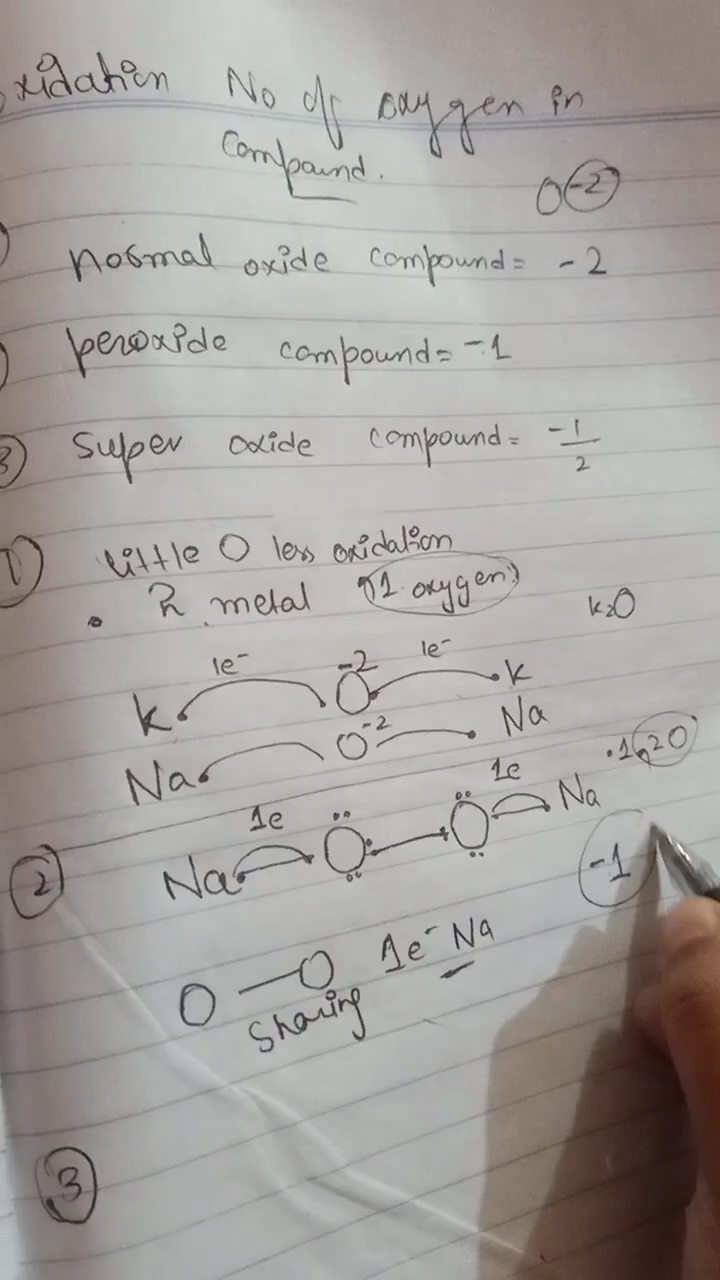 oxidation No of oxygen in
compound.
O -2
normal oxide compound= -2
peroxide compound= -1
③ Super oxide compound= -1/2
① little O less oxidation
• 2 metal 1 oxygen
K₂O
1e⁻ -2 1e⁻
K O K
Na O⁻² Na
1e 1e
② Na O O Na
-1
O — O 1e⁻ Na
Sharing
③